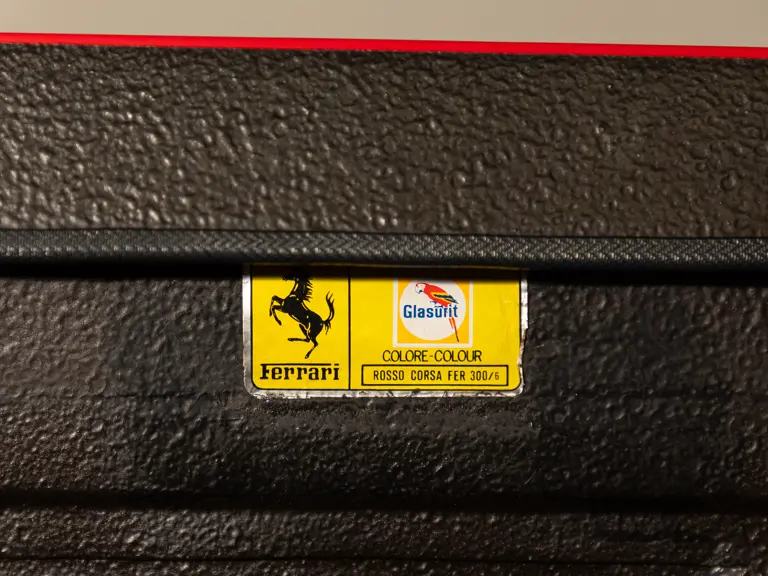 Glasurit
COLORE-COLOUR
Ferrari
ROSSO CORSA FER 300/6